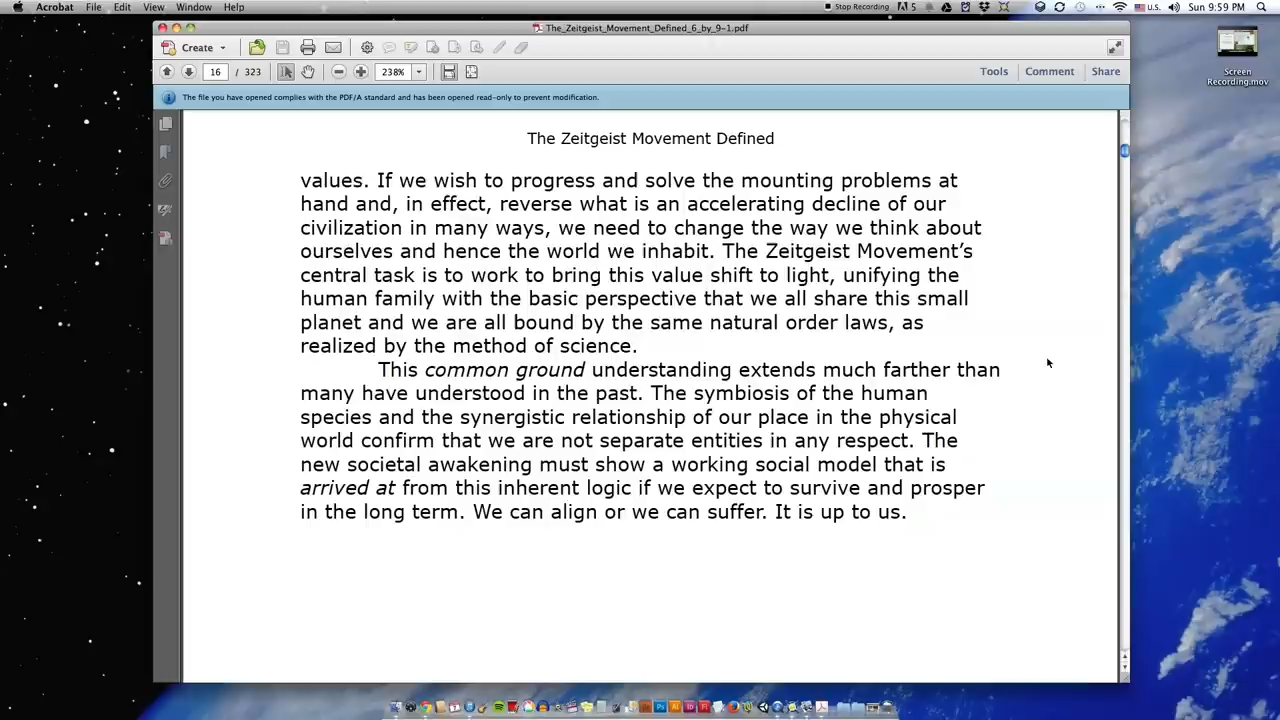 Acrobat File Edit View Window Help
Stop Recording
5
U.S.
Sun 9:59 PM
The_Zeitgeist_Movement_Defined_6_by_9-1.pdf
Create
16 / 323
238%
Tools Comment Share
The file you have opened complies with the PDF/A standard and has been opened read-only to prevent modification.
Screen
Recording.mov
The Zeitgeist Movement Defined
values. If we wish to progress and solve the mounting problems at
hand and, in effect, reverse what is an accelerating decline of our
civilization in many ways, we need to change the way we think about
ourselves and hence the world we inhabit. The Zeitgeist Movement’s
central task is to work to bring this value shift to light, unifying the
human family with the basic perspective that we all share this small
planet and we are all bound by the same natural order laws, as
realized by the method of science.
This common ground understanding extends much farther than
many have understood in the past. The symbiosis of the human
species and the synergistic relationship of our place in the physical
world confirm that we are not separate entities in any respect. The
new societal awakening must show a working social model that is
arrived at from this inherent logic if we expect to survive and prosper
in the long term. We can align or we can suffer. It is up to us.